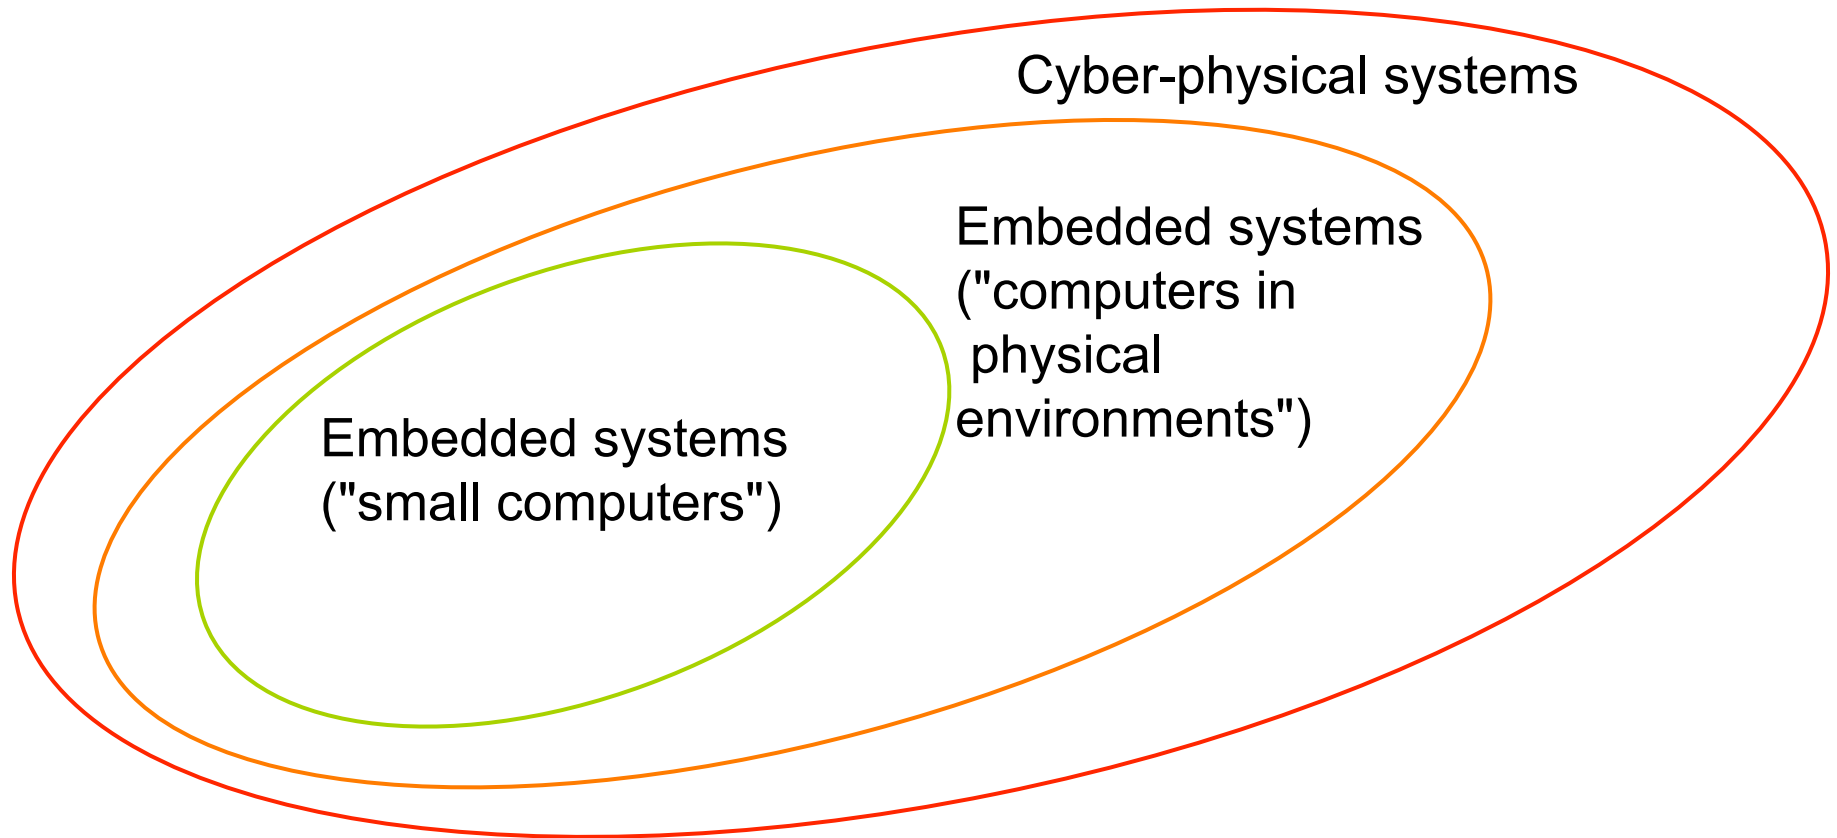 Cyber-physical systems
Embedded systems
("computers in
physical
environments")
Embedded systems
("small computers")